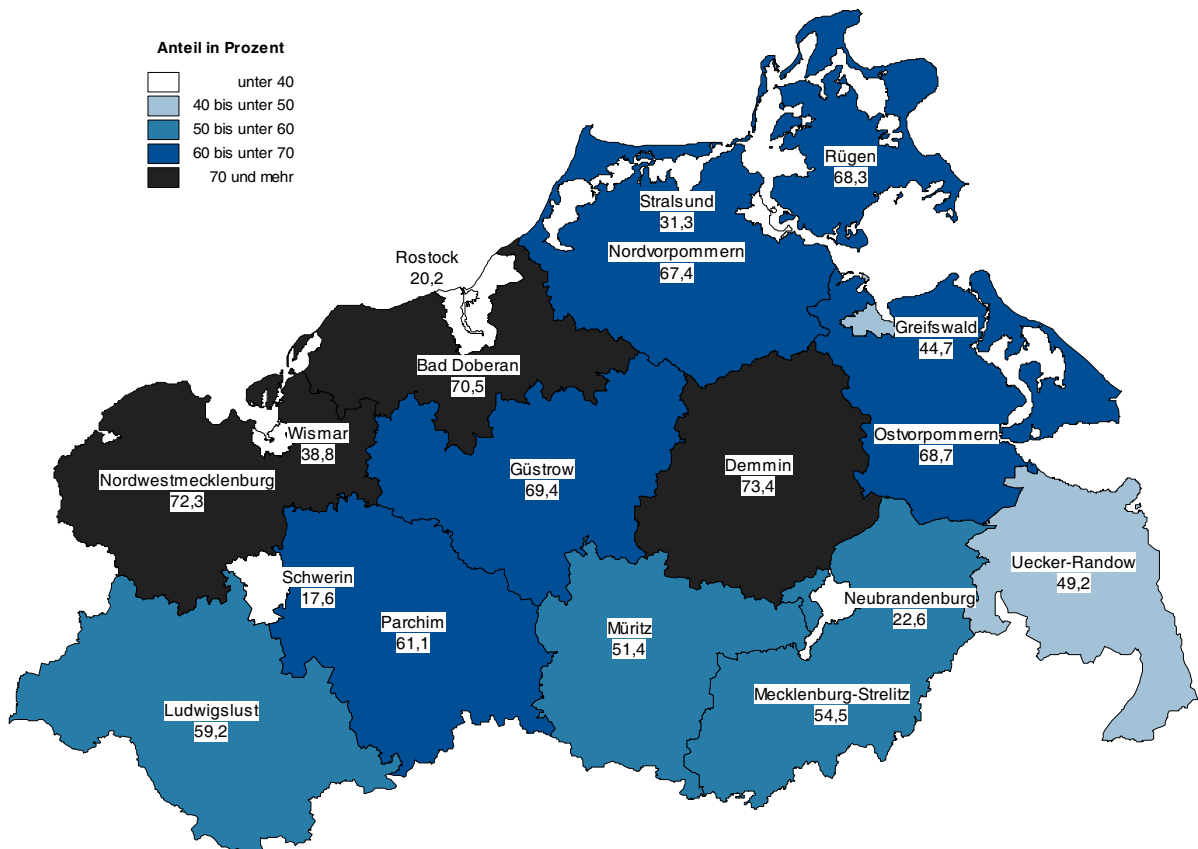 Anteil in Prozent
unter 40
40 bis unter 50
50 bis unter 60
60 bis unter 70
70 und mehr
Rügen
68,3
Stralsund
31,3
Nordvorpommern
67,4
Rostock
20,2
Greifswald
44,7
Bad Doberan
70,5
Wismar
38,8
Ostvorpommern
68,7
Güstrow
69,4
Demmin
73,4
Nordwestmecklenburg
72,3
Uecker-Randow
49,2
Schwerin
17,6
Neubrandenburg
22,6
Parchim
61,1
Müritz
51,4
Mecklenburg-Strelitz
54,5
Ludwigslust
59,2